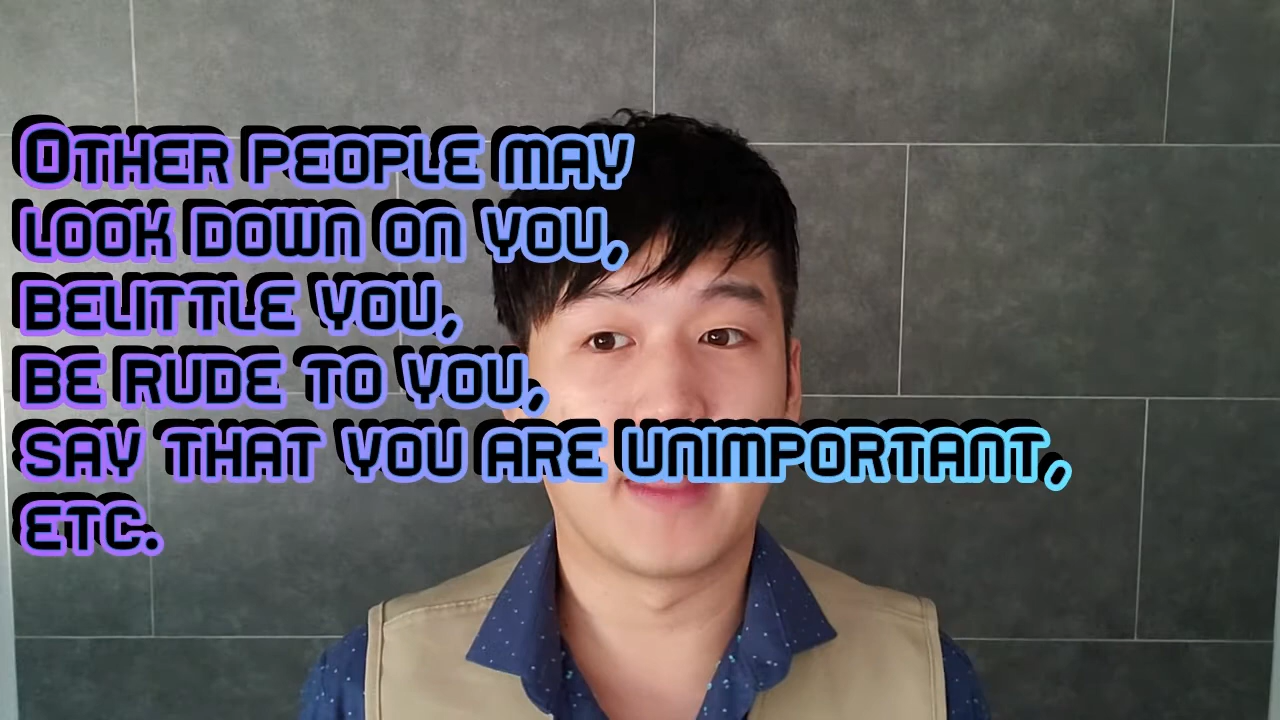 Other people may
look down on you,
belittle you,
be rude to you,
say that you are unimportant,
etc.